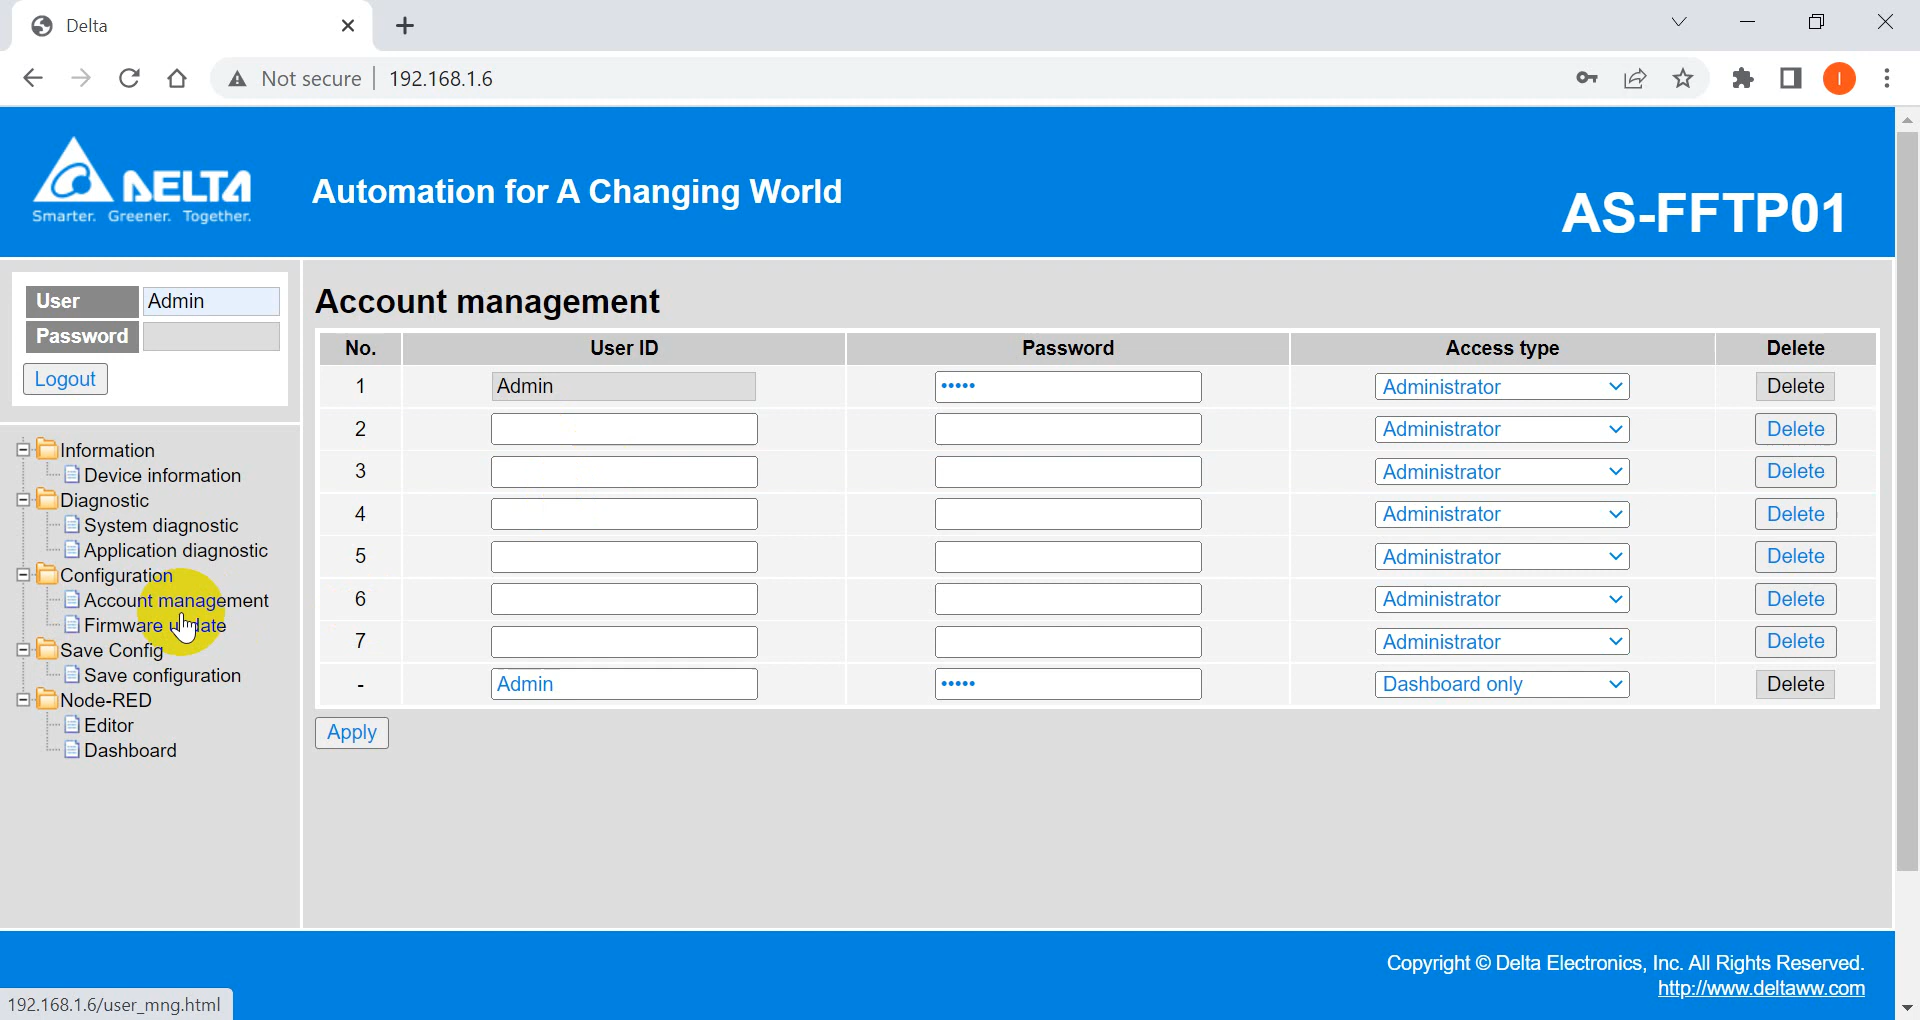 Delta
Not secure 192.168.1.6
I
DELTA
Smarter. Greener. Together.
Automation for A Changing World
AS-FFTP01
User Admin
Password
Logout
Information
Device information
Diagnostic
System diagnostic
Application diagnostic
Configuration
Account management
Firmware update
Save Config
Save configuration
Node-RED
Editor
Dashboard
Account management
No. User ID Password Access type Delete
1 Admin ••••• Administrator Delete
2 Administrator Delete
3 Administrator Delete
4 Administrator Delete
5 Administrator Delete
6 Administrator Delete
7 Administrator Delete
- Admin ••••• Dashboard only Delete
Apply
Copyright © Delta Electronics, Inc. All Rights Reserved.
http://www.deltaww.com
192.168.1.6/user_mng.html